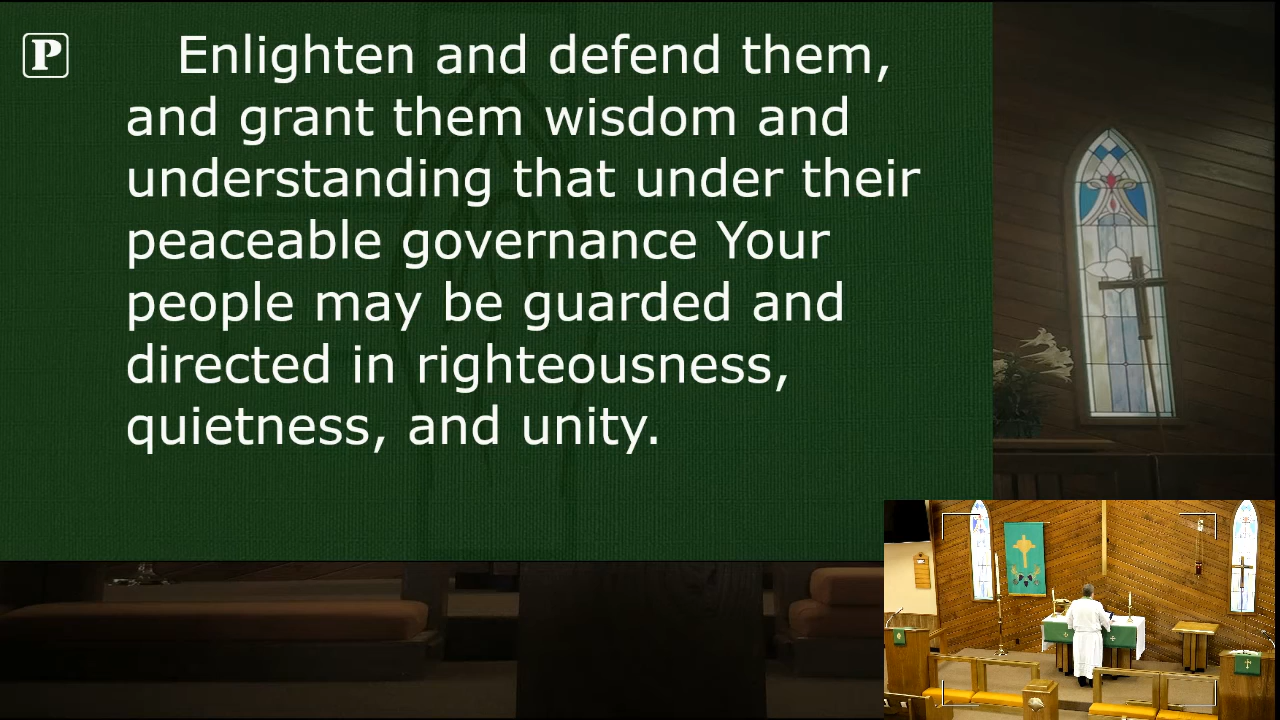 P
Enlighten and defend them,
and grant them wisdom and
understanding that under their
peaceable governance Your
people may be guarded and
directed in righteousness,
quietness, and unity.